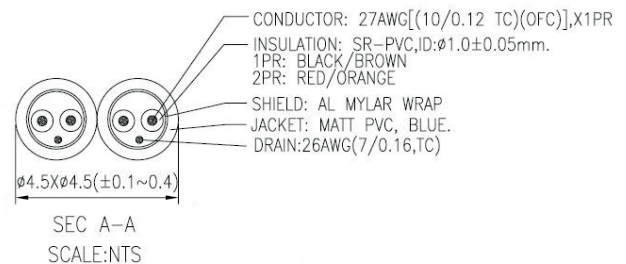 CONDUCTOR: 27AWG[(10/0.12 TC)(OFC)],X1PR
INSULATION: SR-PVC,ID:ø1.0±0.05mm.
1PR: BLACK/BROWN
2PR: RED/ORANGE
SHIELD: AL MYLAR WRAP
JACKET: MATT PVC, BLUE.
DRAIN:26AWG(7/0.16,TC)
ø4.5Xø4.5(±0.1~0.4)
SEC A-A
SCALE:NTS